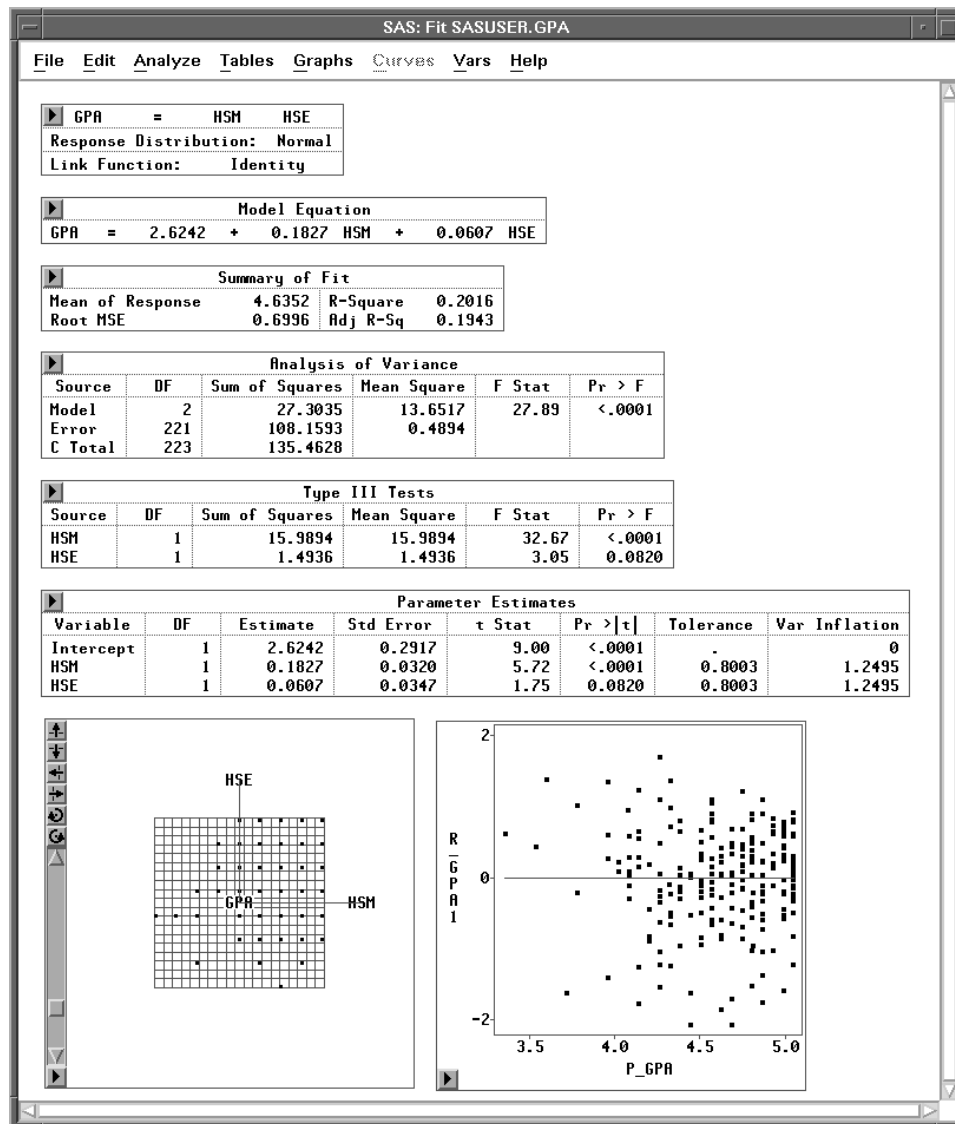 SAS: Fit SASUSER.GPA
File Edit Analyze Tables Graphs Curves Vars Help
GPA = HSM HSE
Response Distribution: Normal
Link Function: Identity
Model Equation
GPA = 2.6242 + 0.1827 HSM + 0.0607 HSE
Summary of Fit
Mean of Response 4.6352 R-Square 0.2016
Root MSE 0.6996 Adj R-Sq 0.1943
Analysis of Variance
Source DF Sum of Squares Mean Square F Stat Pr > F
Model 2 27.3035 13.6517 27.89 <.0001
Error 221 108.1593 0.4894
C Total 223 135.4628
Type III Tests
Source DF Sum of Squares Mean Square F Stat Pr > F
HSM 1 15.9894 15.9894 32.67 <.0001
HSE 1 1.4936 1.4936 3.05 0.0820
Parameter Estimates
Variable DF Estimate Std Error t Stat Pr >|t| Tolerance Var Inflation
Intercept 1 2.6242 0.2917 9.00 <.0001 . 0
HSM 1 0.1827 0.0320 5.72 <.0001 0.8003 1.2495
HSE 1 0.0607 0.0347 1.75 0.0820 0.8003 1.2495
HSE
GPA HSM
2
R_GPA1
0
-2
3.5 4.0 4.5 5.0
P_GPA